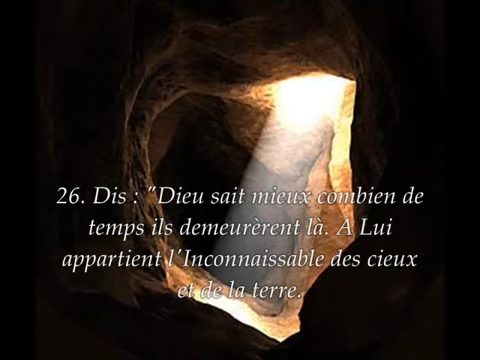 26. Dis : "Dieu sait mieux combien de
temps ils demeurèrent là. A Lui
appartient l'Inconnaissable des cieux
et de la terre.